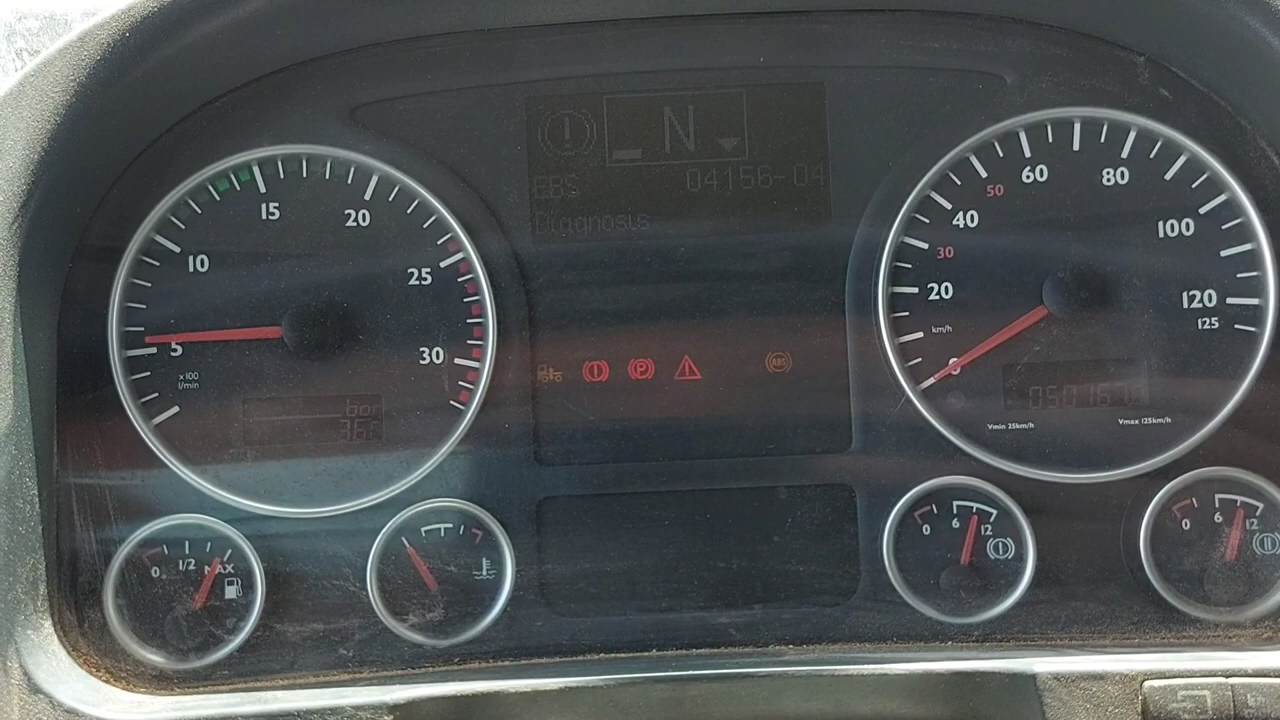 N
EBS 04156-04
Diagnosis
5
10
15
20
25
30
x100
l/min
20
30
40
50
60
80
100
120
125
km/h
Vmin 25km/h
Vmax 125km/h
P
ABS
0 1/2 MAX
0 6 12
0 6 12